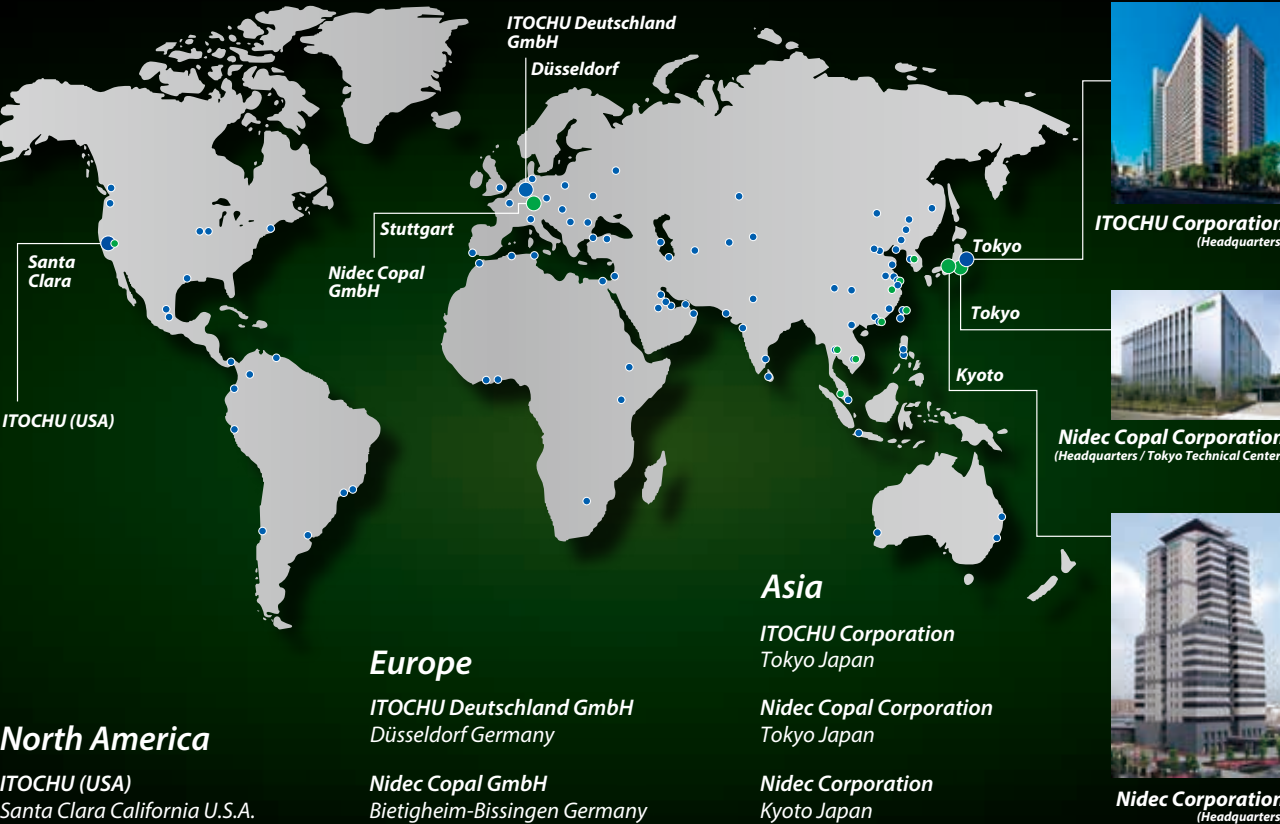 ITOCHU Deutschland
GmbH
Düsseldorf
Stuttgart
Nidec Copal
GmbH
Santa
Clara
ITOCHU (USA)
Tokyo
Tokyo
Kyoto
ITOCHU Corporation
(Headquarters
Nidec Copal Corporation
(Headquarters / Tokyo Technical Center
Nidec Corporation
(Headquarters
North America
ITOCHU (USA)
Santa Clara California U.S.A.
Europe
ITOCHU Deutschland GmbH
Düsseldorf Germany
Nidec Copal GmbH
Bietigheim-Bissingen Germany
Asia
ITOCHU Corporation
Tokyo Japan
Nidec Copal Corporation
Tokyo Japan
Nidec Corporation
Kyoto Japan